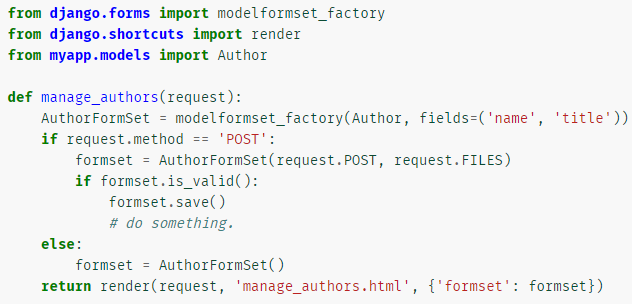 from django.forms import modelformset_factory
from django.shortcuts import render
from myapp.models import Author

def manage_authors(request):
    AuthorFormSet = modelformset_factory(Author, fields=('name', 'title'))
    if request.method == 'POST':
        formset = AuthorFormSet(request.POST, request.FILES)
        if formset.is_valid():
            formset.save()
            # do something.
    else:
        formset = AuthorFormSet()
    return render(request, 'manage_authors.html', {'formset': formset})